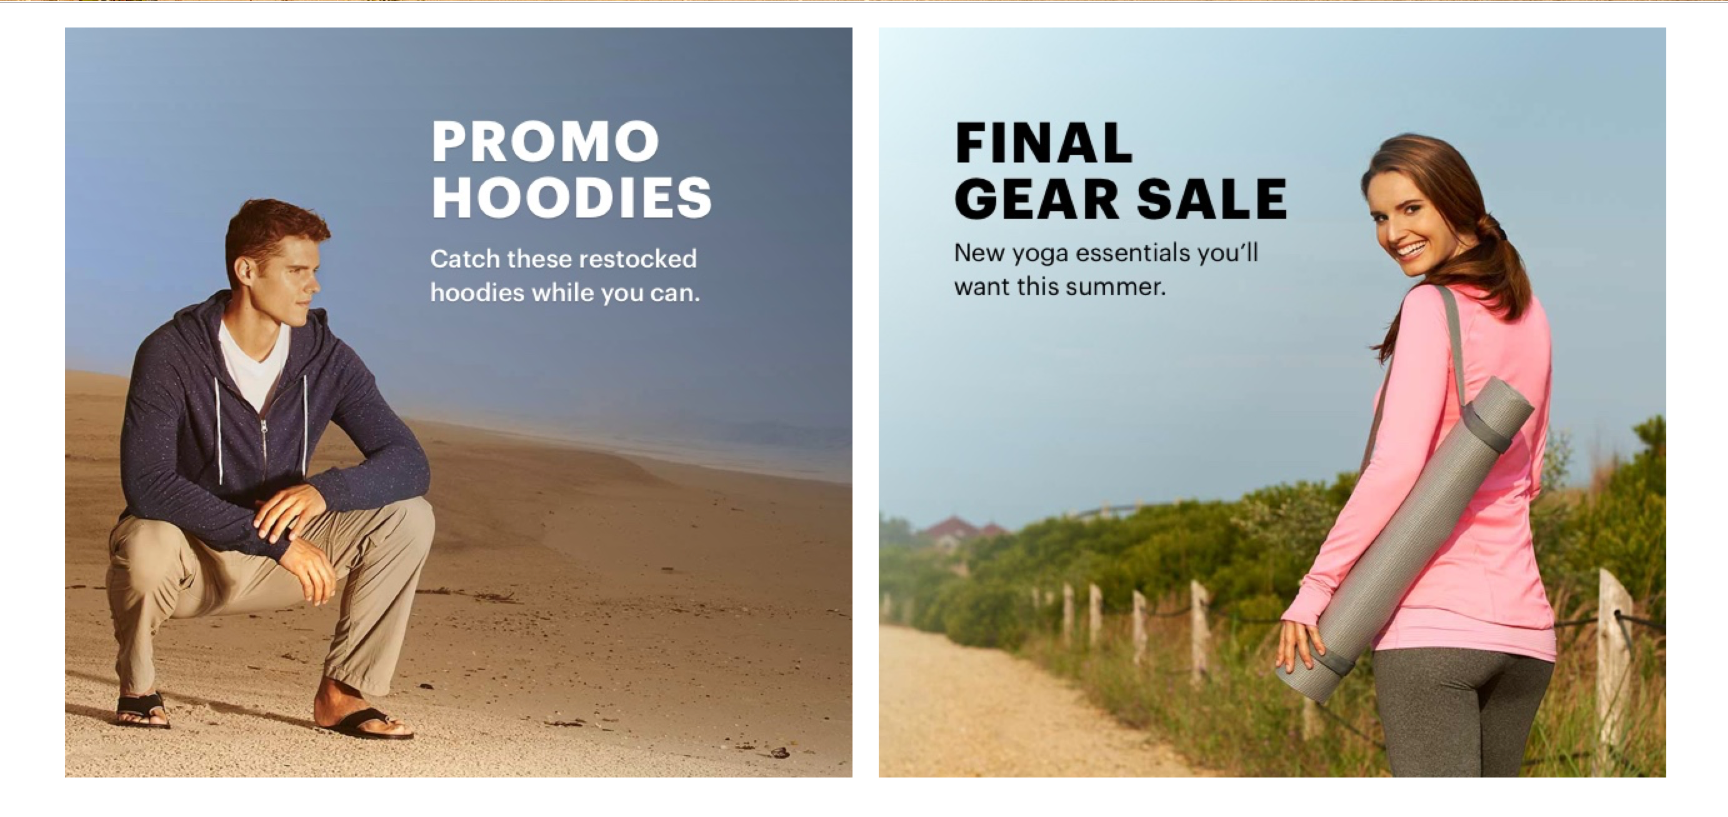 PROMO
HOODIES
Catch these restocked
hoodies while you can.
FINAL
GEAR SALE
New yoga essentials you’ll
want this summer.